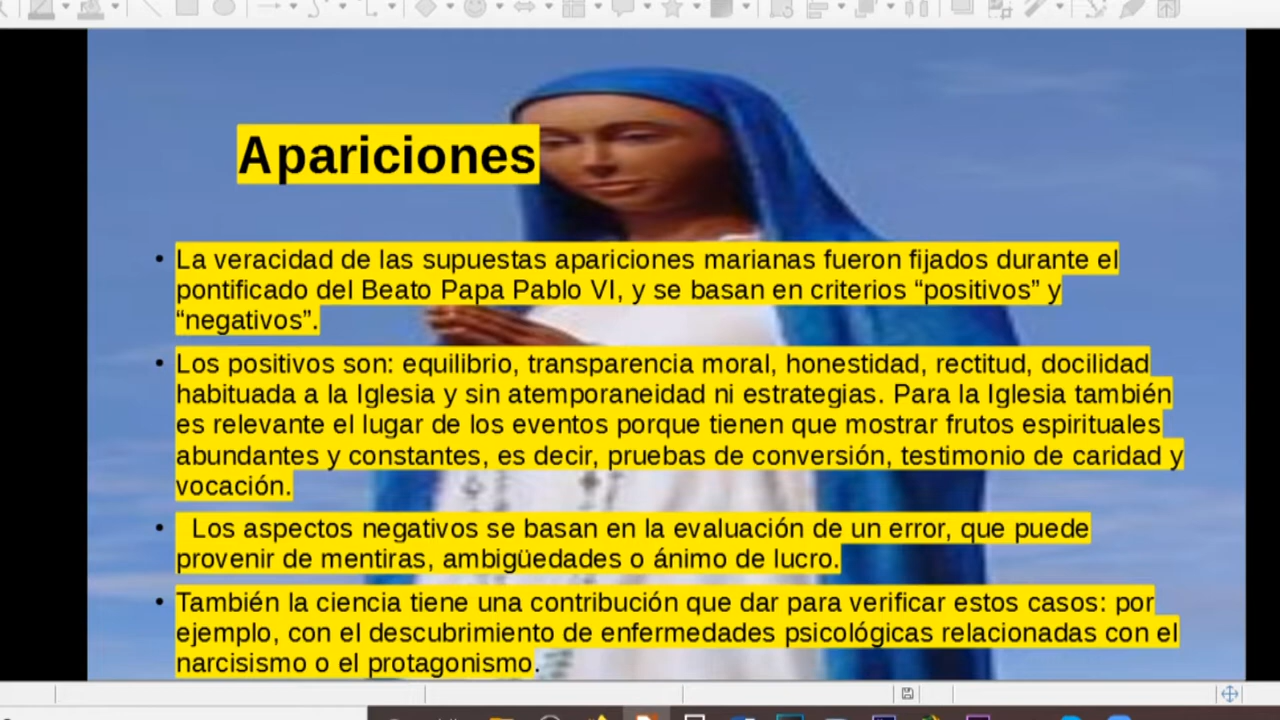 Apariciones
• La veracidad de las supuestas apariciones marianas fueron fijados durante el
pontificado del Beato Papa Pablo VI, y se basan en criterios “positivos” y
“negativos”.
• Los positivos son: equilibrio, transparencia moral, honestidad, rectitud, docilidad
habituada a la Iglesia y sin atemporaneidad ni estrategias. Para la Iglesia también
es relevante el lugar de los eventos porque tienen que mostrar frutos espirituales
abundantes y constantes, es decir, pruebas de conversión, testimonio de caridad y
vocación.
• Los aspectos negativos se basan en la evaluación de un error, que puede
provenir de mentiras, ambigüedades o ánimo de lucro.
• También la ciencia tiene una contribución que dar para verificar estos casos: por
ejemplo, con el descubrimiento de enfermedades psicológicas relacionadas con el
narcisismo o el protagonismo.